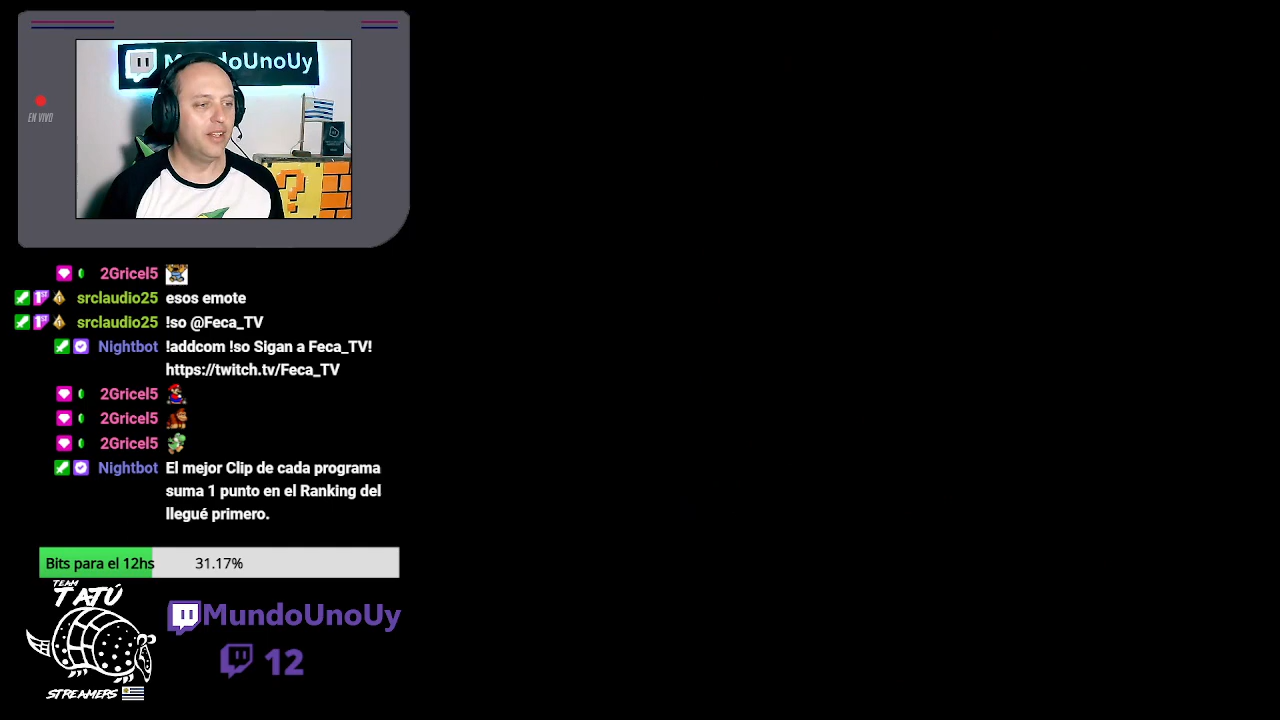 MundoUnoUy
EN VIVO
2Gricel5
srclaudio25 esos emote
srclaudio25 !so @Feca_TV
Nightbot !addcom !so Sigan a Feca_TV!
https://twitch.tv/Feca_TV
2Gricel5
2Gricel5
2Gricel5
Nightbot El mejor Clip de cada programa
suma 1 punto en el Ranking del
llegué primero.
Bits para el 12hs 31.17%
TEAM
TATÚ
STREAMERS
MundoUnoUy
12